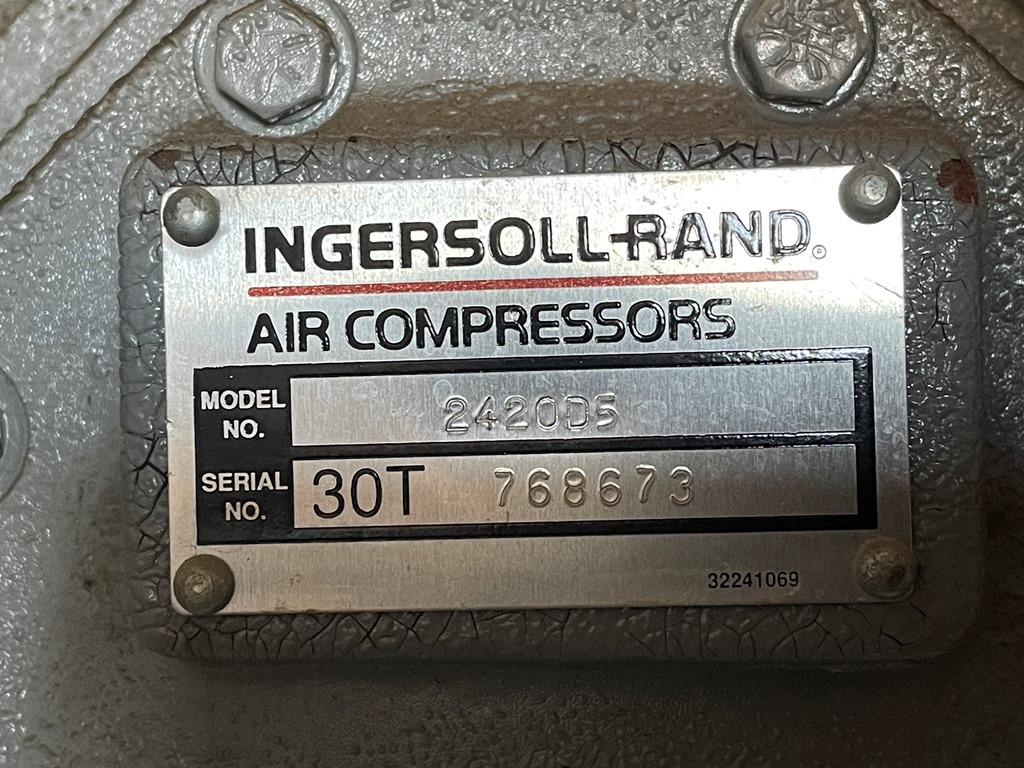 INGERSOLL-RAND®
AIR COMPRESSORS
MODEL NO. 2420D5
SERIAL NO. 30T 768673
32241069